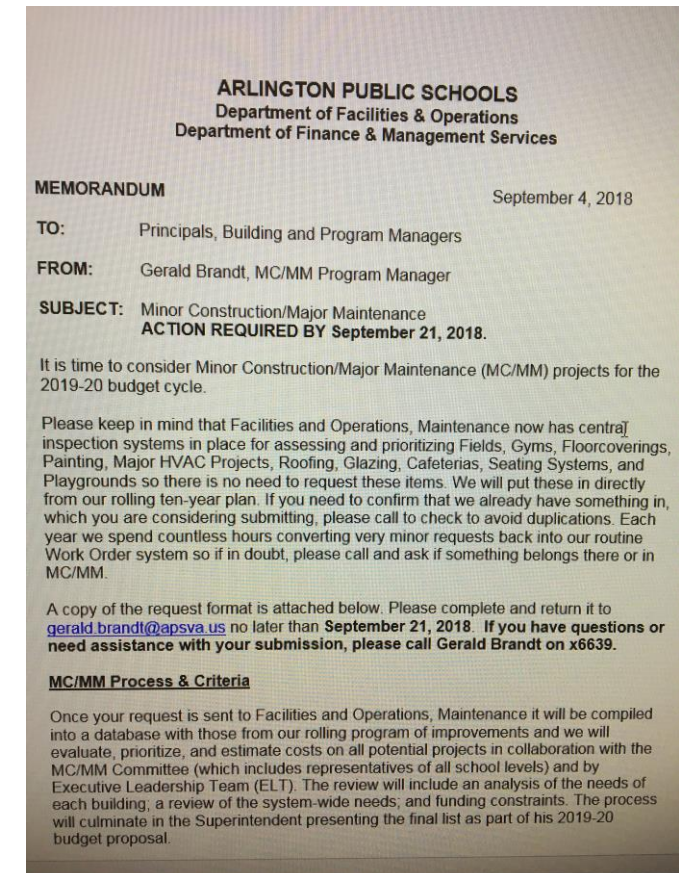 ARLINGTON PUBLIC SCHOOLS
Department of Facilities & Operations
Department of Finance & Management Services
MEMORANDUM
September 4, 2018
TO: Principals, Building and Program Managers
FROM: Gerald Brandt, MC/MM Program Manager
SUBJECT: Minor Construction/Major Maintenance
ACTION REQUIRED BY September 21, 2018.
It is time to consider Minor Construction/Major Maintenance (MC/MM) projects for the
2019-20 budget cycle.
Please keep in mind that Facilities and Operations, Maintenance now has central
inspection systems in place for assessing and prioritizing Fields, Gyms, Floorcoverings,
Painting, Major HVAC Projects, Roofing, Glazing, Cafeterias, Seating Systems, and
Playgrounds so there is no need to request these items. We will put these in directly
from our rolling ten-year plan. If you need to confirm that we already have something in,
which you are considering submitting, please call to check to avoid duplications. Each
year we spend countless hours converting very minor requests back into our routine
Work Order system so if in doubt, please call and ask if something belongs there or in
MC/MM.
A copy of the request format is attached below. Please complete and return it to
gerald.brandt@apsva.us no later than September 21, 2018. If you have questions or
need assistance with your submission, please call Gerald Brandt on x6639.
MC/MM Process & Criteria
Once your request is sent to Facilities and Operations, Maintenance it will be compiled
into a database with those from our rolling program of improvements and we will
evaluate, prioritize, and estimate costs on all potential projects in collaboration with the
MC/MM Committee (which includes representatives of all school levels) and by
Executive Leadership Team (ELT). The review will include an analysis of the needs of
each building; a review of the system-wide needs; and funding constraints. The process
will culminate in the Superintendent presenting the final list as part of his 2019-20
budget proposal.